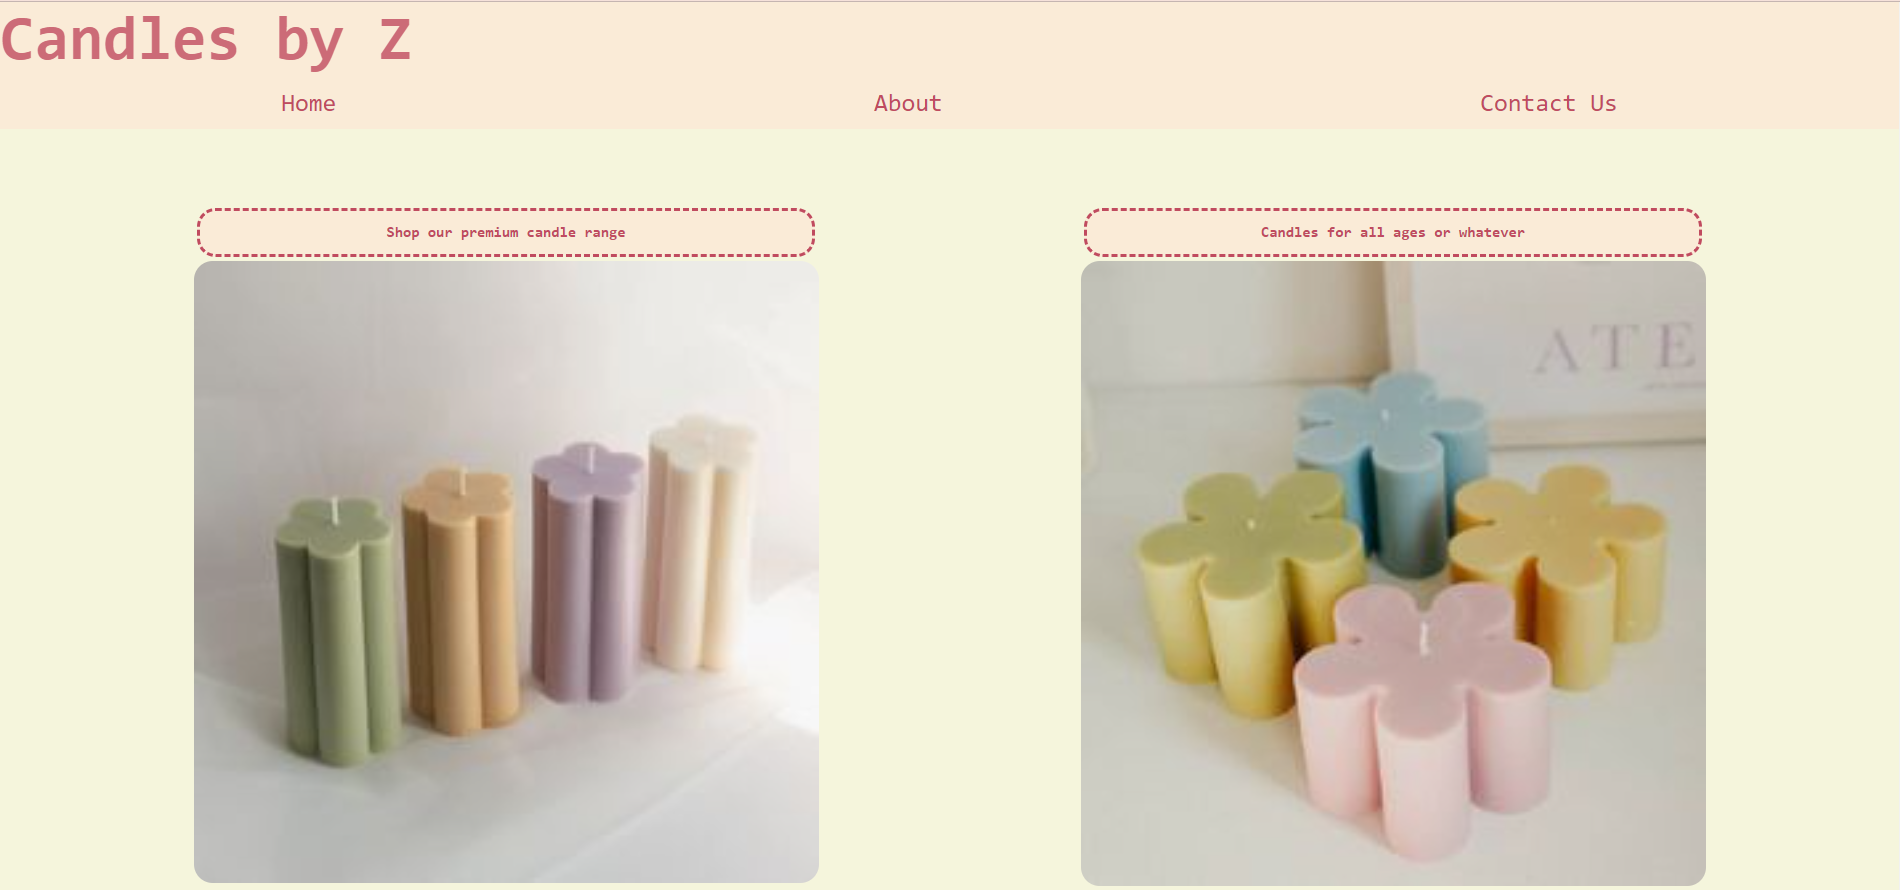 Candles by Z
Home About Contact Us
Shop our premium candle range
Candles for all ages or whatever
ATE